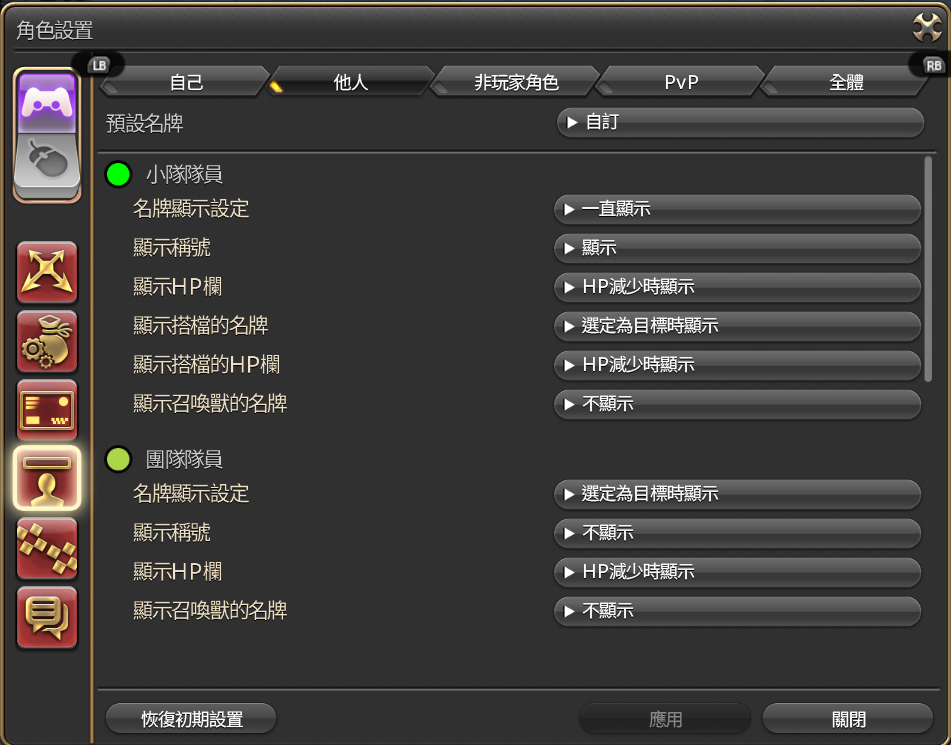 角色設置
LB
RB
自己
他人
非玩家角色
PvP
全體
預設名牌
▶ 自訂
小隊隊員
名牌顯示設定
▶ 一直顯示
顯示稱號
▶ 顯示
顯示HP欄
▶ HP減少時顯示
顯示搭檔的名牌
▶ 選定為目標時顯示
顯示搭檔的HP欄
▶ HP減少時顯示
顯示召喚獸的名牌
▶ 不顯示
團隊隊員
名牌顯示設定
▶ 選定為目標時顯示
顯示稱號
▶ 不顯示
顯示HP欄
▶ HP減少時顯示
顯示召喚獸的名牌
▶ 不顯示
恢復初期設置
應用
關閉